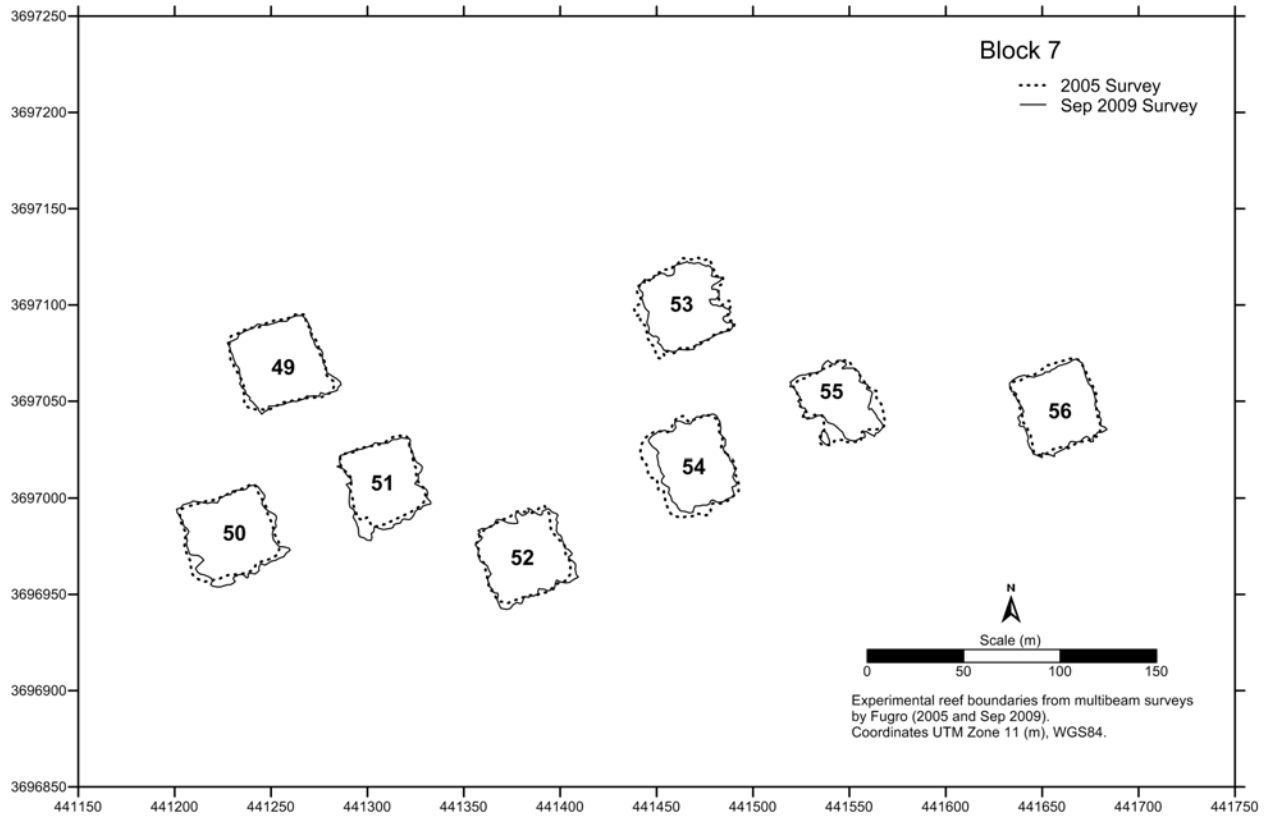 3697250
Block 7
2005 Survey
Sep 2009 Survey
3697200
3697150
3697100
3697050
3697000
3696950
3696900
3696850
53
49
55
56
54
51
50
52
N
Scale (m)
0 50 100 150
Experimental reef boundaries from multibeam surveys
by Fugro (2005 and Sep 2009).
Coordinates UTM Zone 11 (m), WGS84.
441150 441200 441250 441300 441350 441400 441450 441500 441550 441600 441650 441700 441750